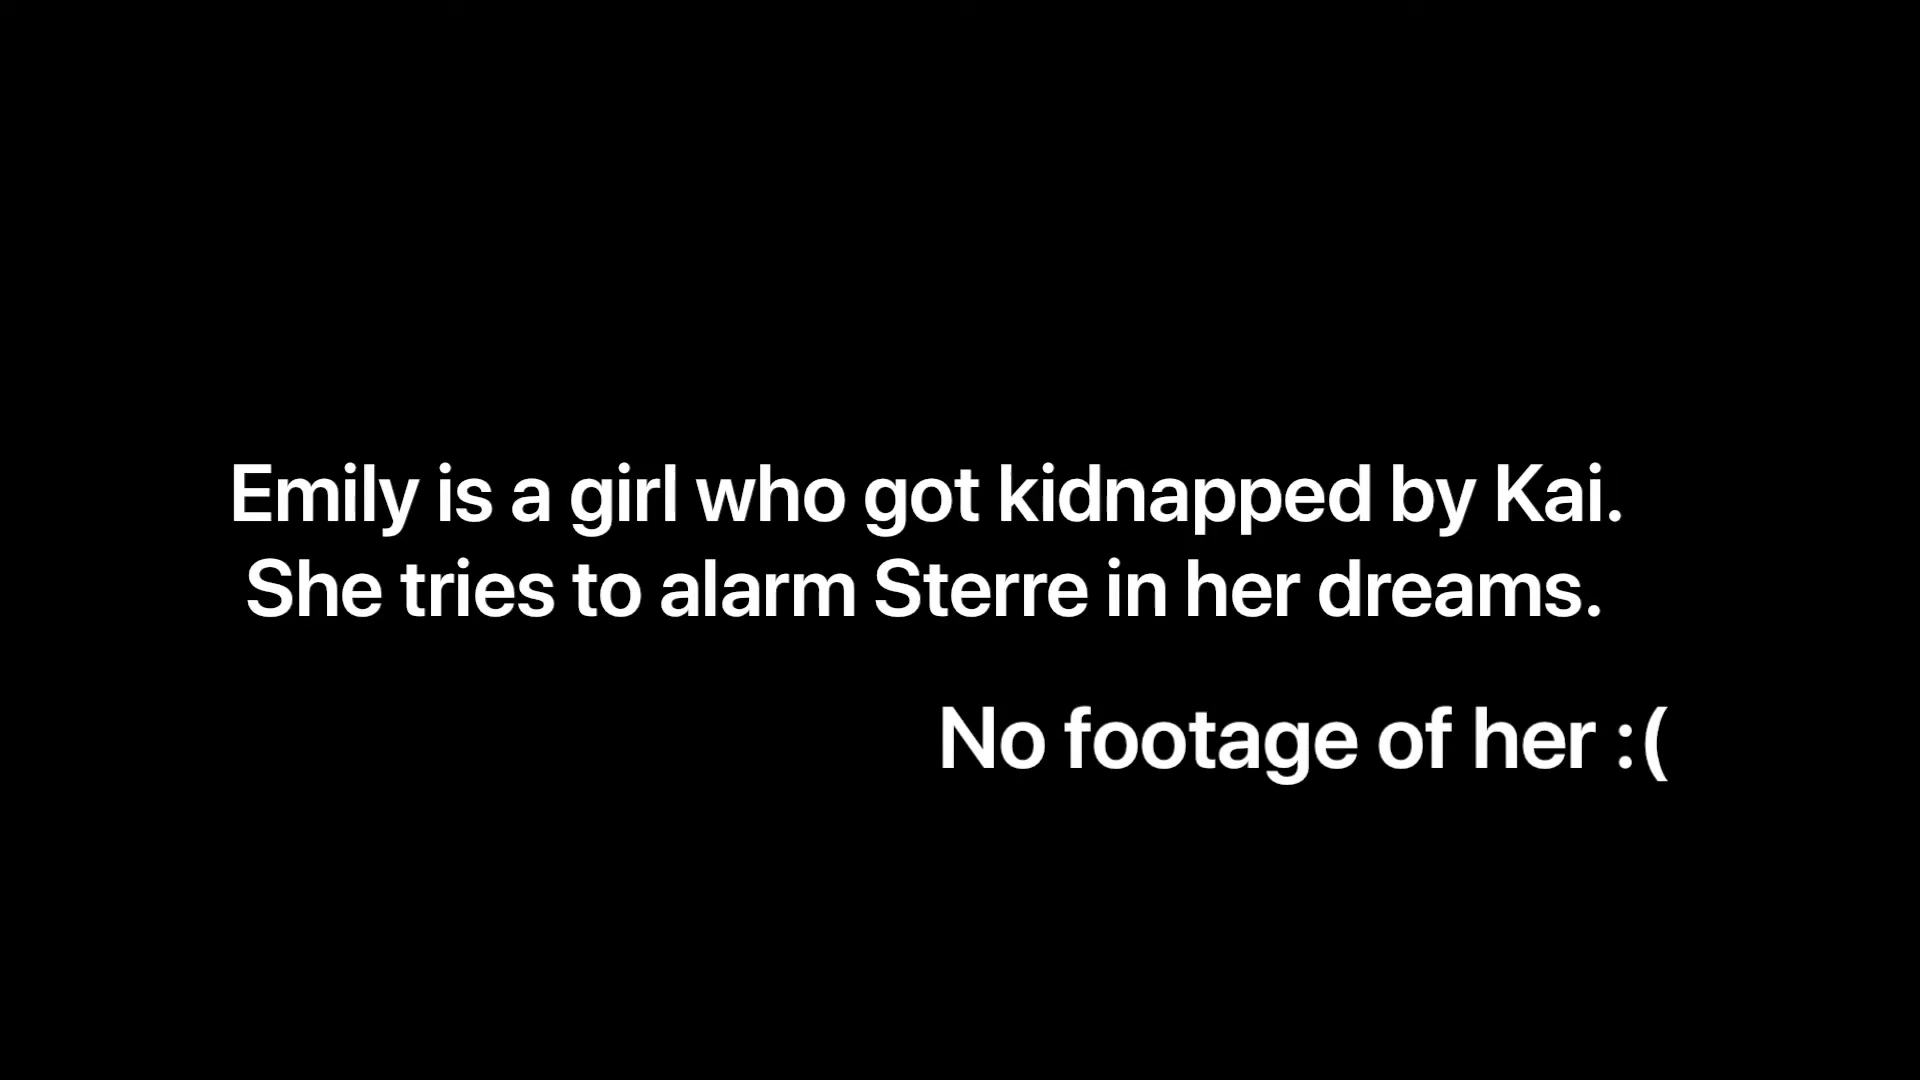 Emily is a girl who got kidnapped by Kai.
She tries to alarm Sterre in her dreams.
No footage of her :(